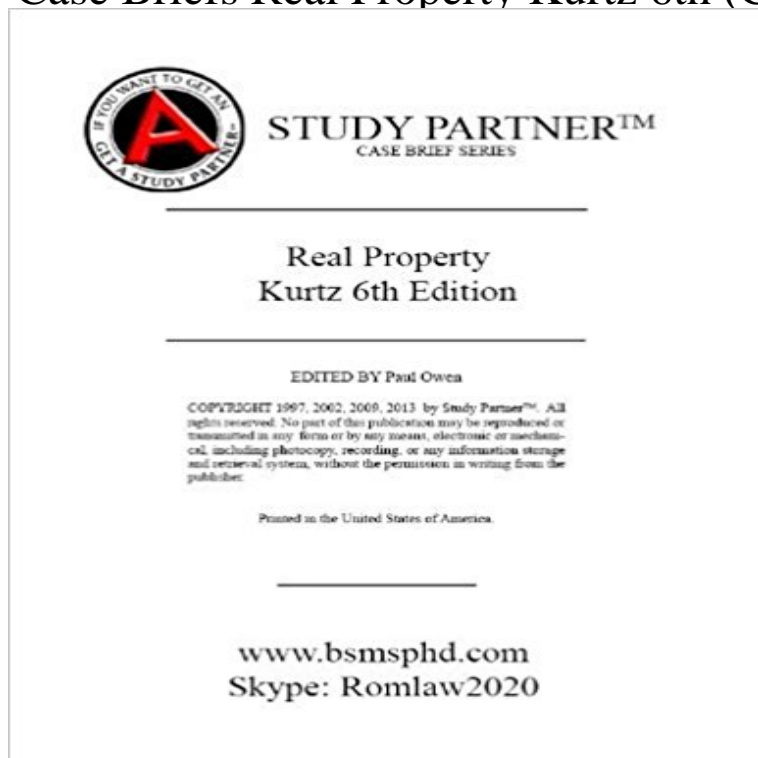 Case Briefs Real Property Kurtz 6th (C
IF YOU WANT TO GET AN
A
GET A STUDY PARTNER
STUDY PARTNER™
CASE BRIEF SERIES
Real Property
Kurtz 6th Edition
EDITED BY Paul Owen
COPYRIGHT 1997, 2002, 2009, 2013 by Study Partner™. All
rights reserved. No part of this publication may be reproduced or
transmitted in any form or by any means, electronic or mechani-
cal, including photocopy, recording, or any information storage
and retrieval system, without the permission in writing from the
publisher.
Printed in the United States of America.
www.bsmsphd.com
Skype: Romlaw2020